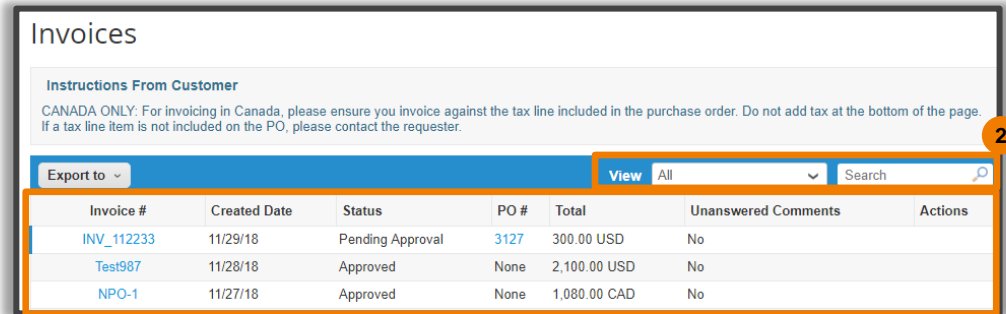 Invoices
Instructions From Customer
CANADA ONLY: For invoicing in Canada, please ensure you invoice against the tax line included in the purchase order. Do not add tax at the bottom of the page.
If a tax line item is not included on the PO, please contact the requester.
2
Export to View All Search
Invoice # Created Date Status PO # Total Unanswered Comments Actions
INV_112233 11/29/18 Pending Approval 3127 300.00 USD No
Test987 11/28/18 Approved None 2,100.00 USD No
NPO-1 11/27/18 Approved None 1,080.00 CAD No